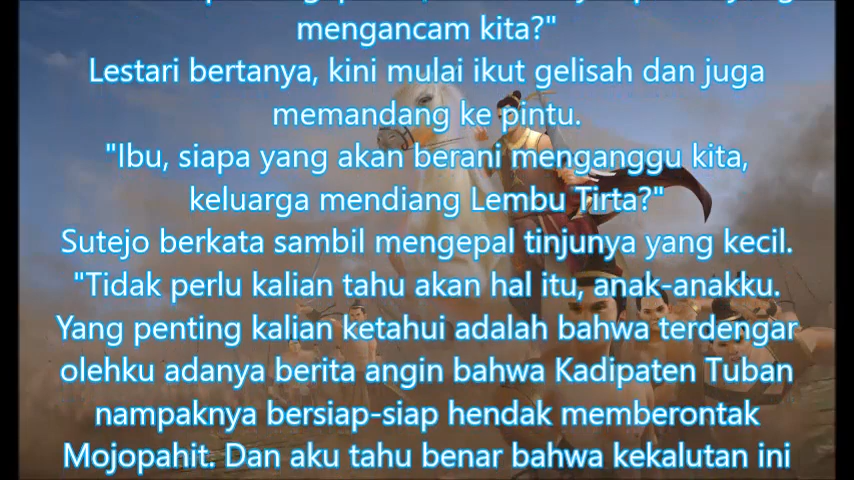 mengancam kita?"
Lestari bertanya, kini mulai ikut gelisah dan juga
memandang ke pintu.
"Ibu, siapa yang akan berani menganggu kita,
keluarga mendiang Lembu Tirta?"
Sutejo berkata sambil mengepal tinjunya yang kecil.
"Tidak perlu kalian tahu akan hal itu, anak-anakku.
Yang penting kalian ketahui adalah bahwa terdengar
olehku adanya berita angin bahwa Kadipaten Tuban
nampaknya bersiap-siap hendak memberontak
Mojopahit. Dan aku tahu benar bahwa kekalutan ini